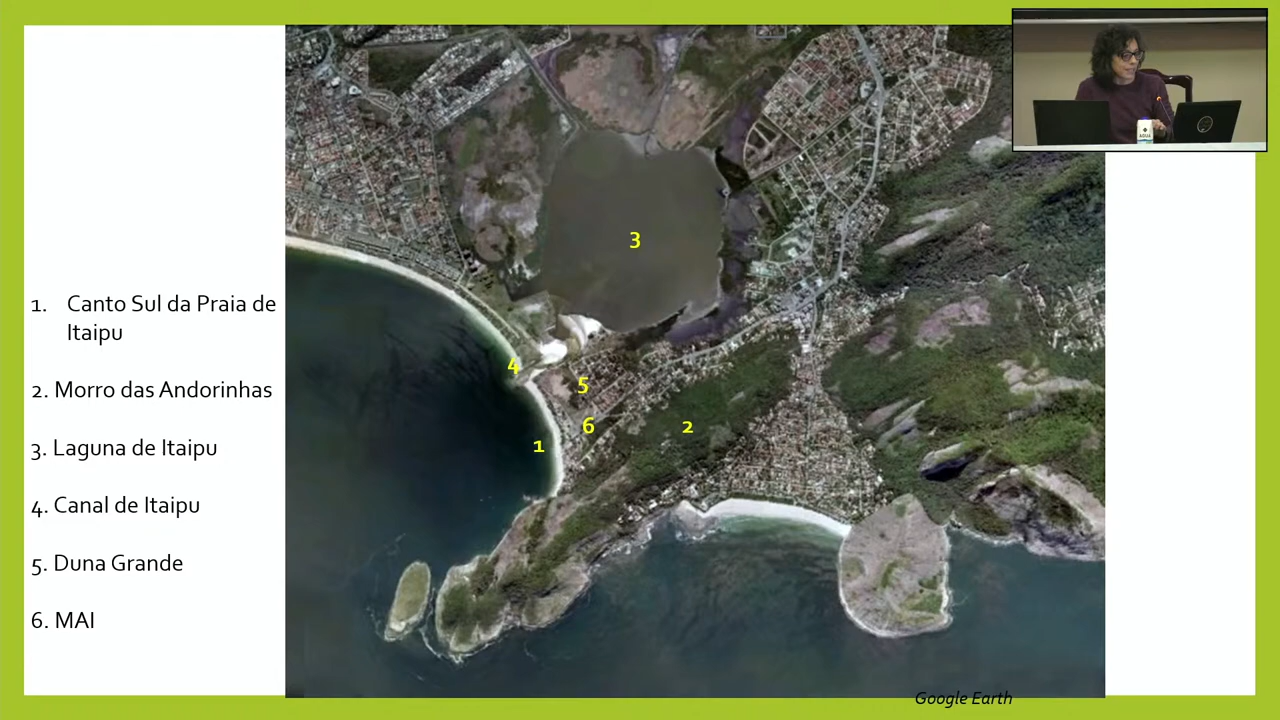 1. Canto Sul da Praia de
Itaipu
2. Morro das Andorinhas
3. Laguna de Itaipu
4. Canal de Itaipu
5. Duna Grande
6. MAI
3
4
5
6
2
1
Google Earth